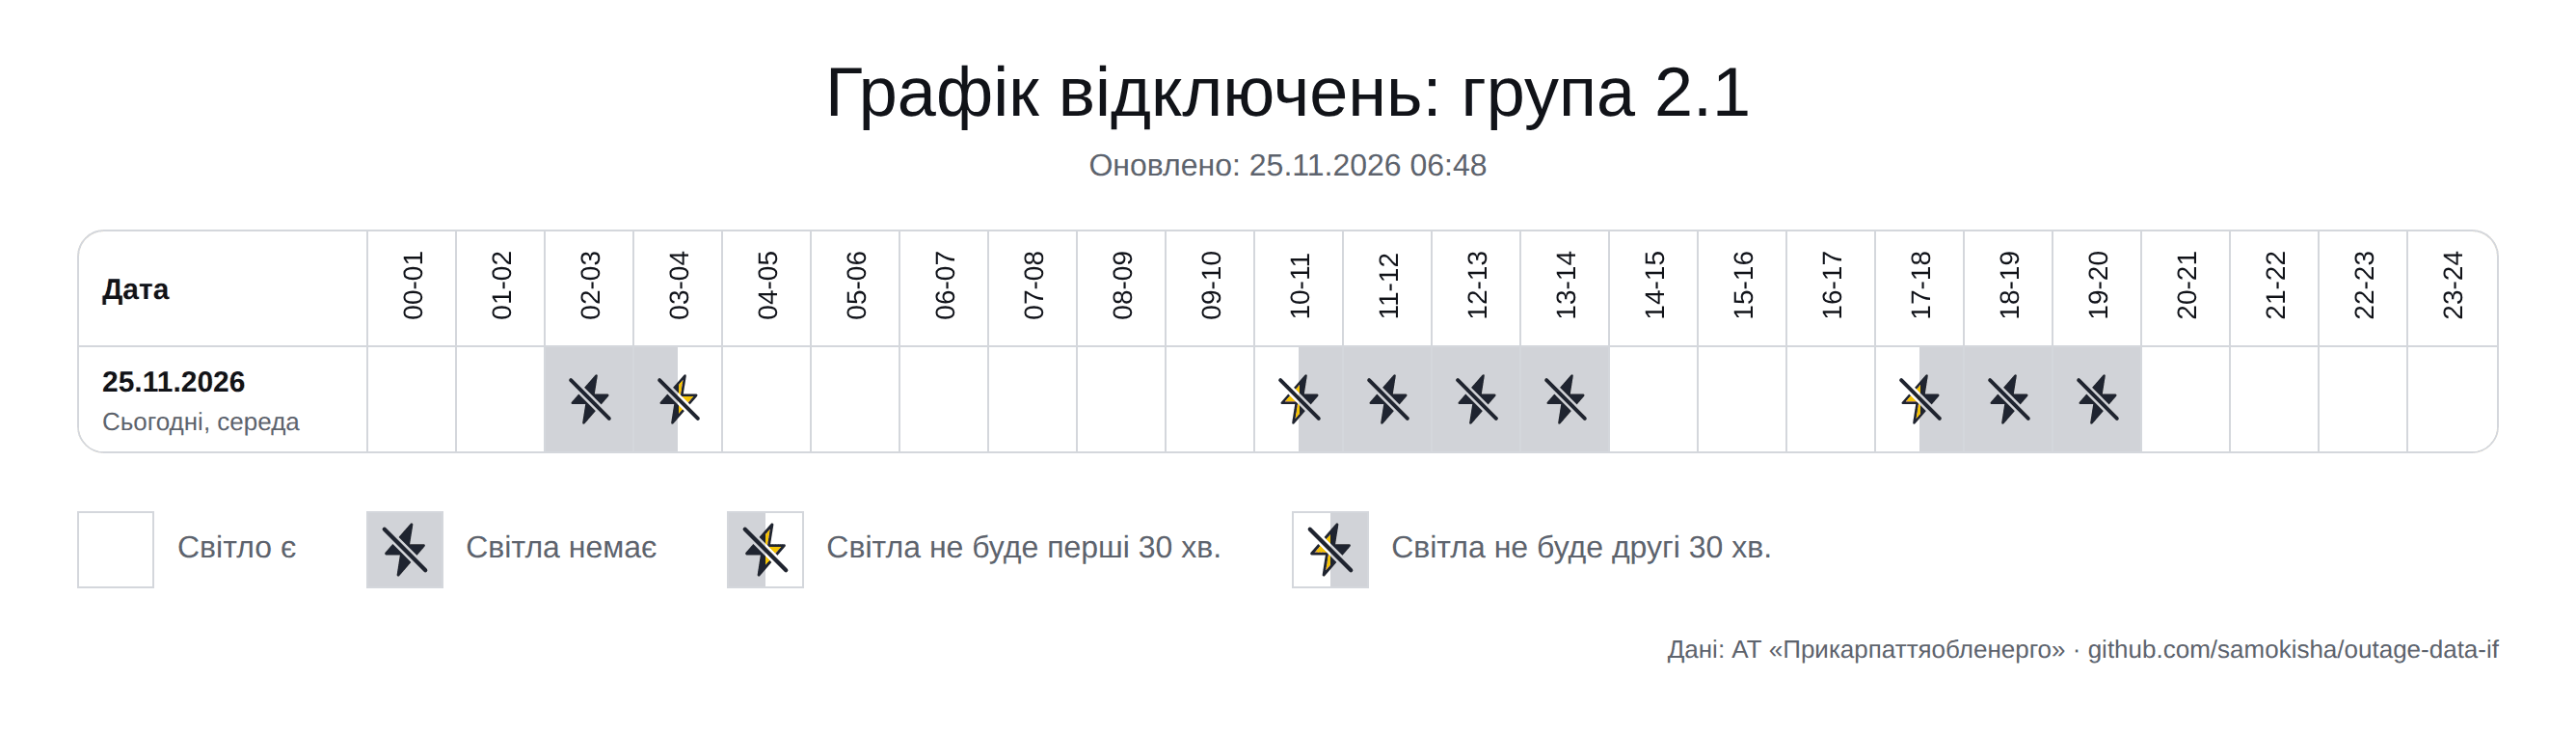 Графік відключень: група 2.1
Оновлено: 25.11.2026 06:48
Дата 00-01 01-02 02-03 03-04 04-05 05-06 06-07 07-08 08-09 09-10 10-11 11-12 12-13 13-14 14-15 15-16 16-17 17-18 18-19 19-20 20-21 21-22 22-23 23-24
25.11.2026
Сьогодні, середа
Світло є Світла немає Світла не буде перші 30 хв. Світла не буде другі 30 хв.
Дані: АТ «Прикарпаттяобленерго» · github.com/samokisha/outage-data-if